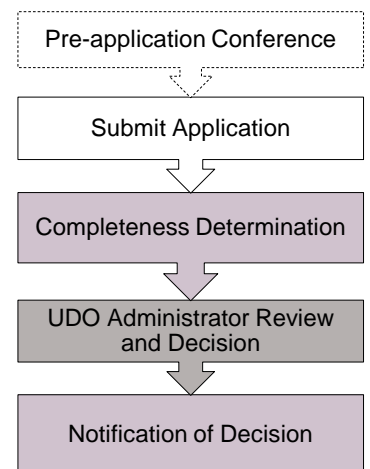 Pre-application Conference
Submit Application
Completeness Determination
UDO Administrator Review
and Decision
Notification of Decision